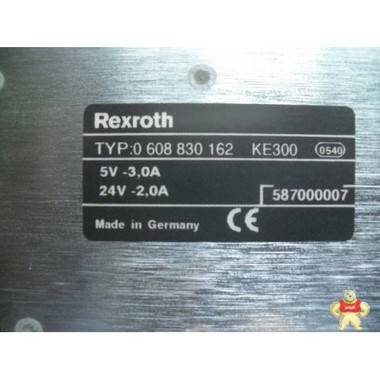 Rexroth
TYP:0 608 830 162 KE300 0540
5V -3,0A
24V -2,0A
587000007
Made in Germany CE